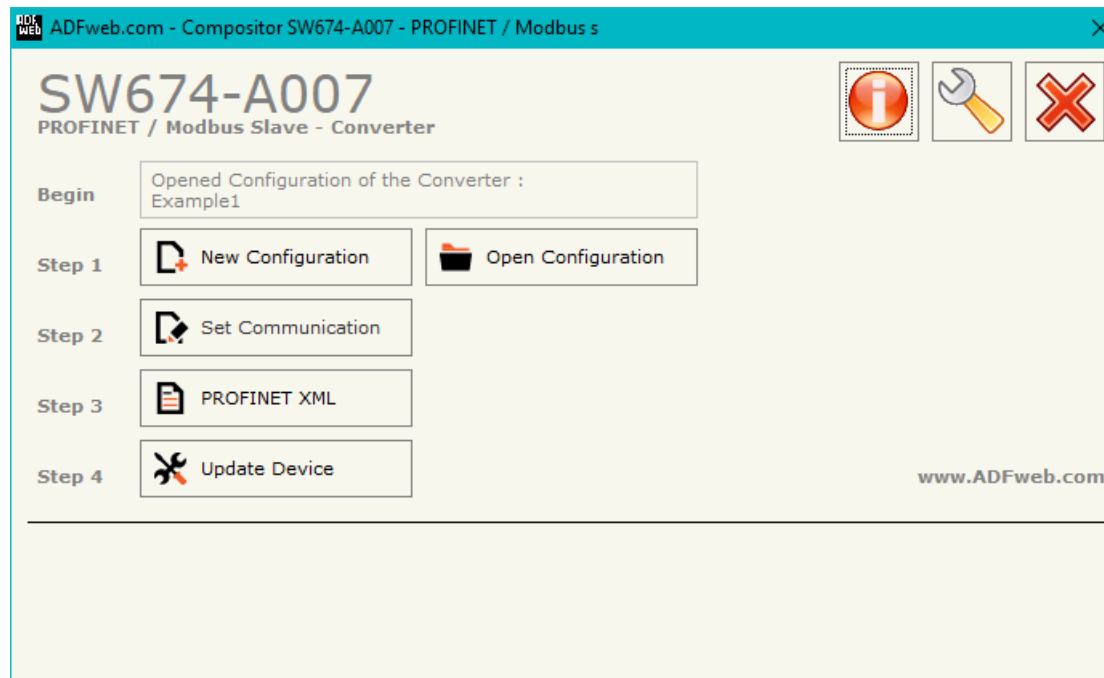 ADF
WEB
ADFweb.com - Compositor SW674-A007 - PROFINET / Modbus s
SW674-A007
PROFINET / Modbus Slave - Converter
Begin
Opened Configuration of the Converter :
Example1
Step 1
New Configuration
Open Configuration
Step 2
Set Communication
Step 3
PROFINET XML
Step 4
Update Device
www.ADFweb.com